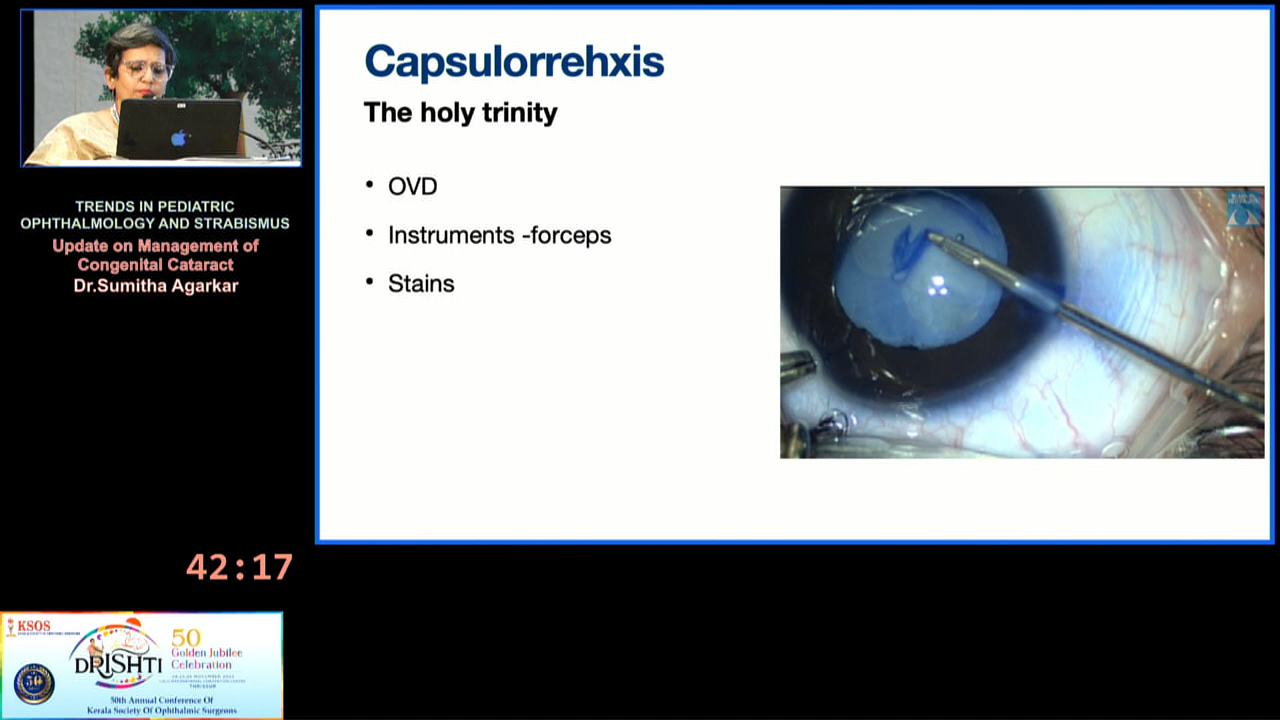 Capsulorrehxis
The holy trinity
• OVD
• Instruments -forceps
• Stains
TRENDS IN PEDIATRIC
OPHTHALMOLOGY AND STRABISMUS
Update on Management of
Congenital Cataract
Dr.Sumitha Agarkar
42:17
KSOS
DRISHTI
50
Golden Jubilee
Celebration
50th Annual Conference Of
Kerala Society Of Ophthalmic Surgeons